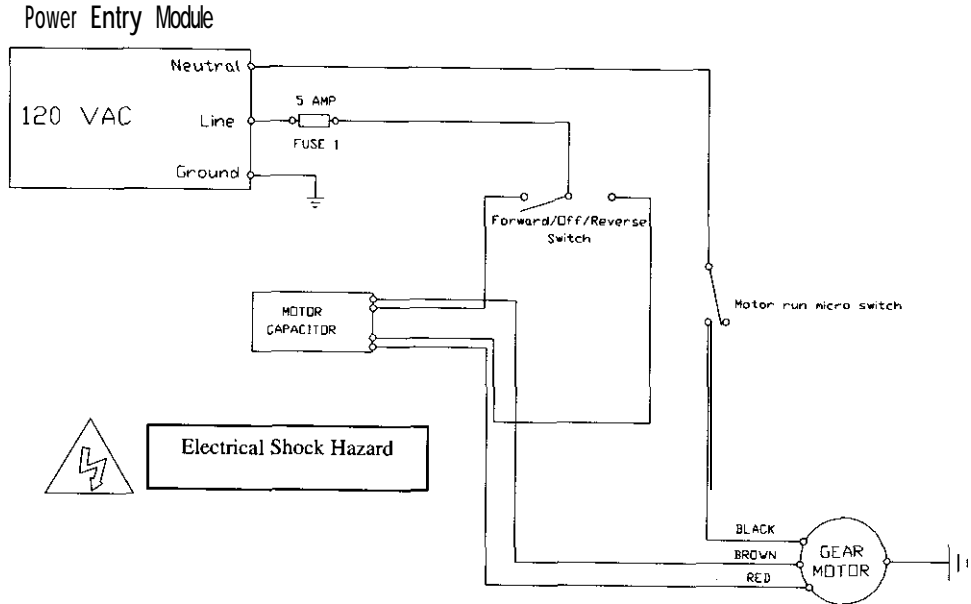 Power Entry Module
Neutral
120 VAC
Line
5 AMP
FUSE 1
Ground
Forward/Off/Reverse
Switch
Motor run micro switch
MOTOR
CAPACITOR
Electrical Shock Hazard
BLACK
BROWN
RED
GEAR
MOTOR